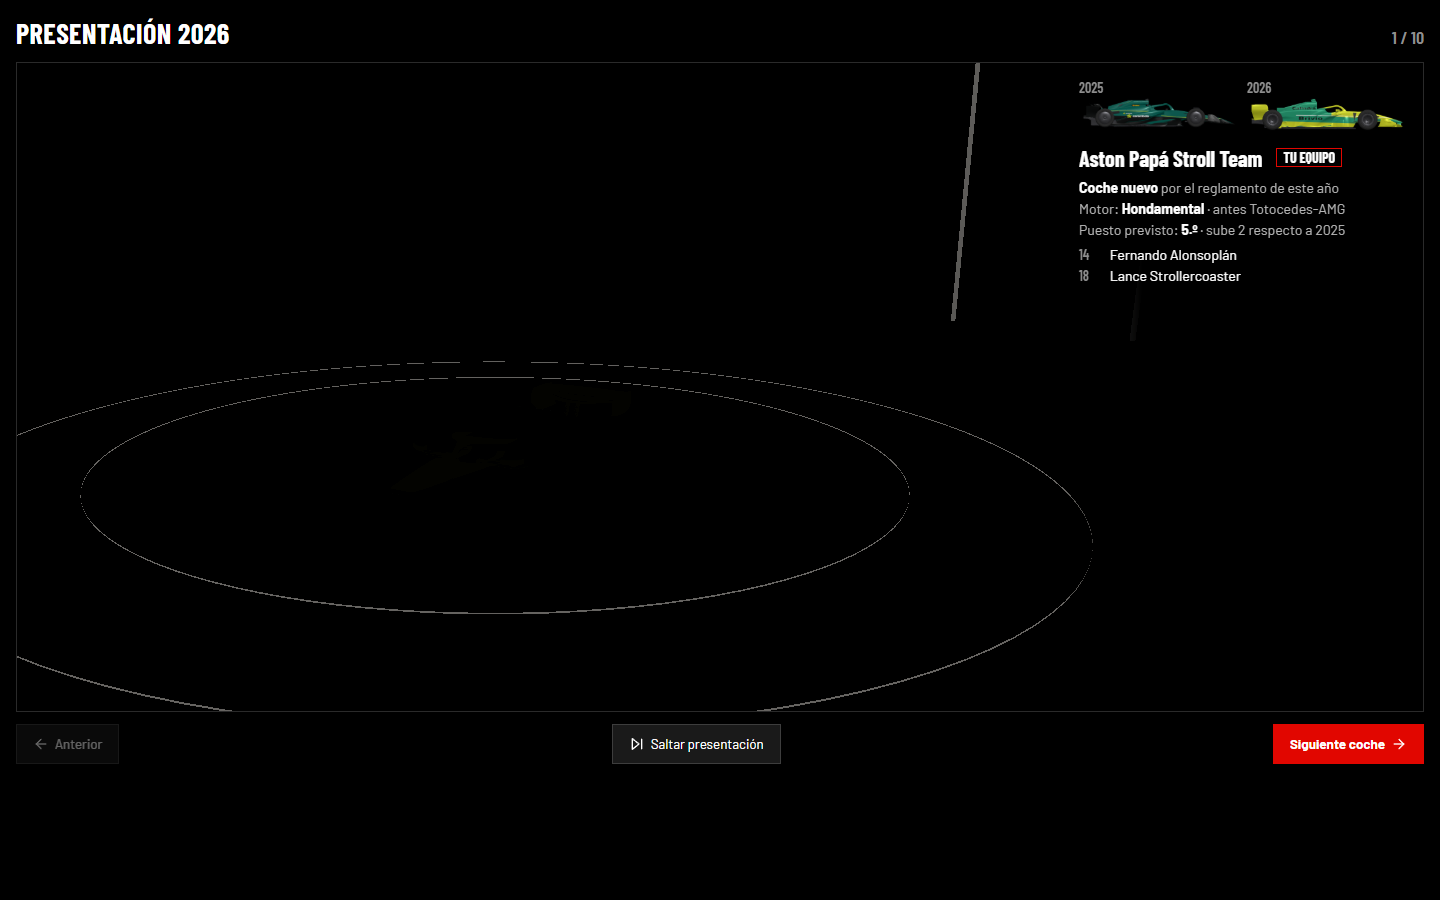 PRESENTACIÓN 2026
1 / 10
2025
2026
Aston Papá Stroll Team
TU EQUIPO
Coche nuevo por el reglamento de este año
Motor: Hondamental · antes Totocedes-AMG
Puesto previsto: 5.º · sube 2 respecto a 2025
14 Fernando Alonsoplán
18 Lance Strollercoaster
Anterior
Saltar presentación
Siguiente coche